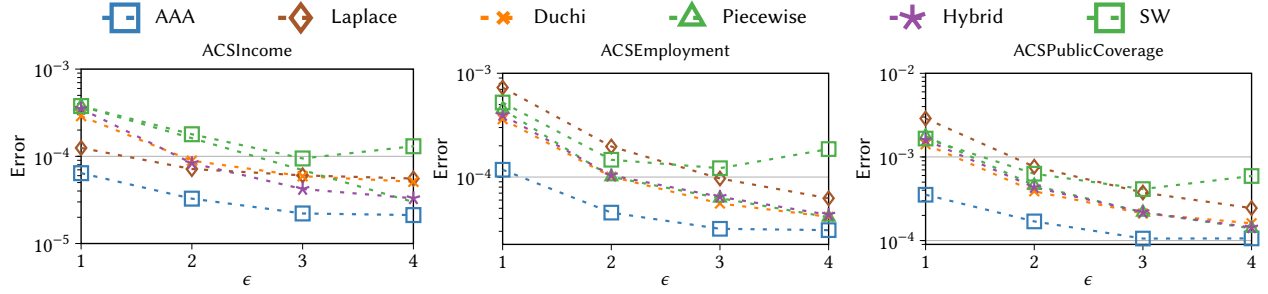 AAA Laplace Duchi Piecewise Hybrid SW
ACSIncome
10⁻³
10⁻⁴
10⁻⁵
Error
1 2 3 4
ϵ
ACSEmployment
10⁻³
10⁻⁴
Error
1 2 3 4
ϵ
ACSPublicCoverage
10⁻²
10⁻³
10⁻⁴
Error
1 2 3 4
ϵ